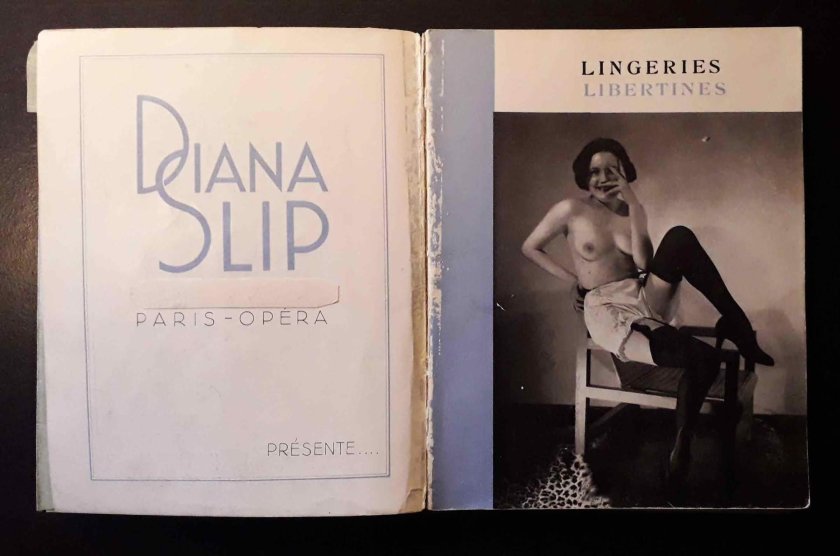 DIANA
SLIP
PARIS-OPÉRA
PRÉSENTE....
LINGERIES
LIBERTINES